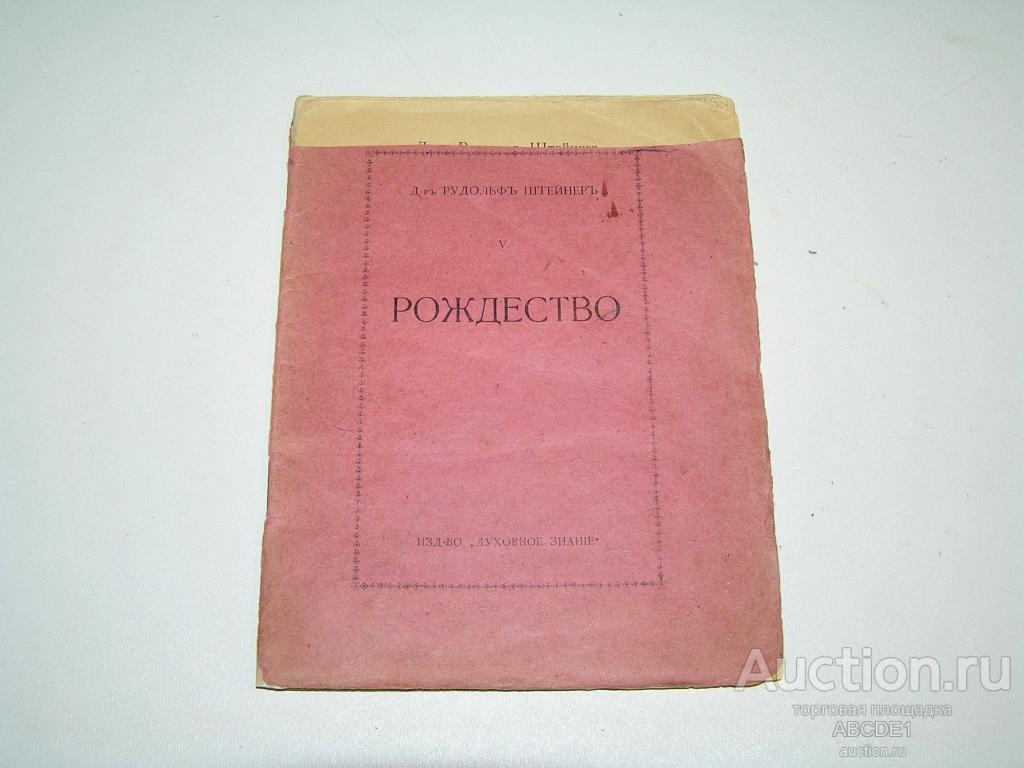 Д-ръ РУДОЛЬФЪ ШТЕЙНЕРЪ
V.
РОЖДЕСТВО
ИЗД-ВО „ДУХОВНОЕ ЗНАНІЕ“
Auction.ru
торговая площадка
ABCDE1
auction.ru